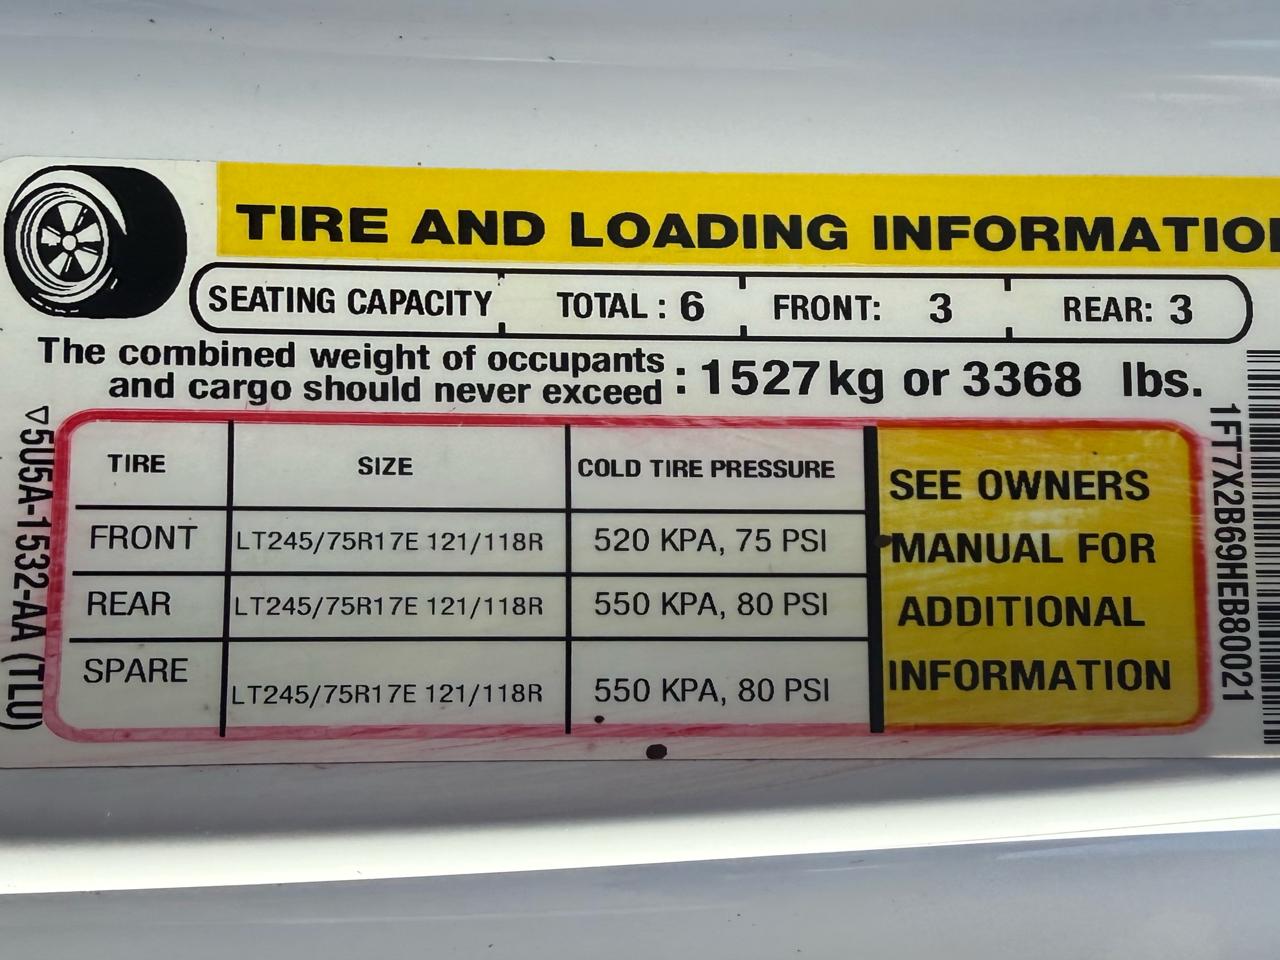 TIRE AND LOADING INFORMATIO
SEATING CAPACITY TOTAL : 6 FRONT: 3 REAR: 3
The combined weight of occupants
and cargo should never exceed : 1527 kg or 3368 lbs.
TIRE SIZE COLD TIRE PRESSURE
FRONT LT245/75R17E 121/118R 520 KPA, 75 PSI
REAR LT245/75R17E 121/118R 550 KPA, 80 PSI
SPARE LT245/75R17E 121/118R 550 KPA, 80 PSI
SEE OWNERS
MANUAL FOR
ADDITIONAL
INFORMATION
5U5A-1532-AA (TLU)
1FT7X2B69HEB80021